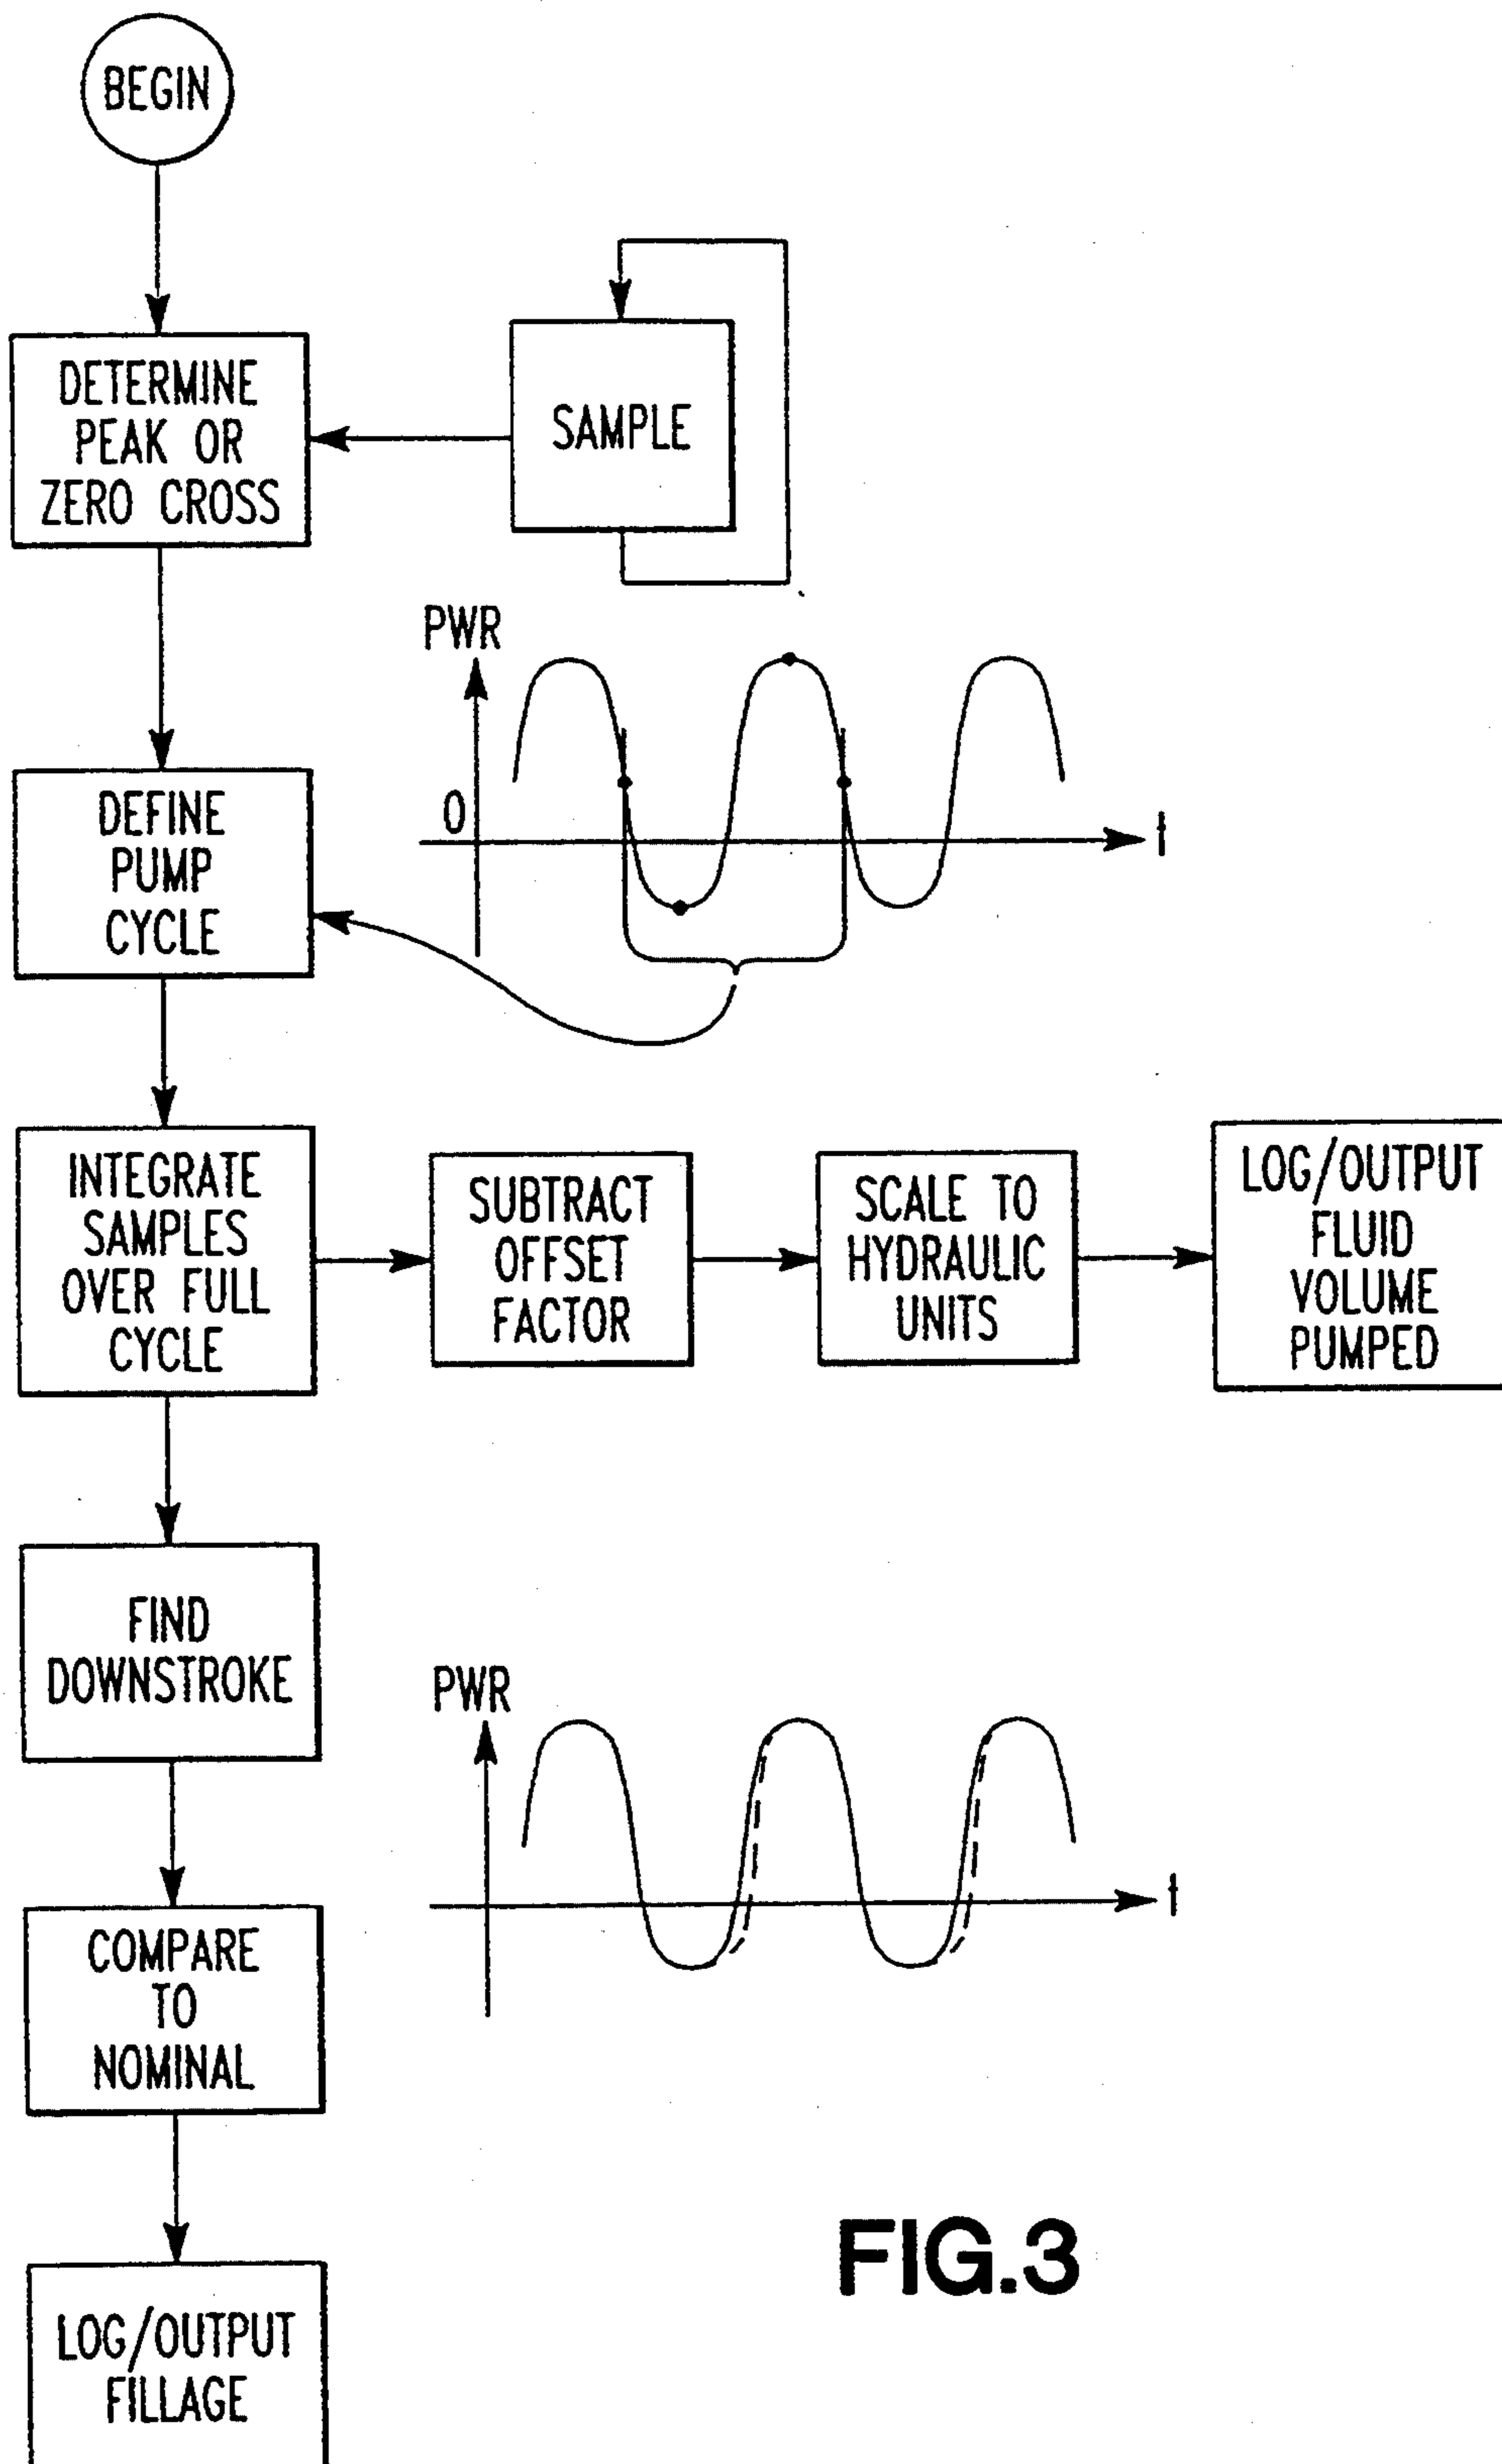 BEGIN
DETERMINE
PEAK OR
ZERO CROSS
SAMPLE
PWR
0
t
DEFINE
PUMP
CYCLE
INTEGRATE
SAMPLES
OVER FULL
CYCLE
SUBTRACT
OFFSET
FACTOR
SCALE TO
HYDRAULIC
UNITS
LOG/OUTPUT
FLUID
VOLUME
PUMPED
FIND
DOWNSTROKE
PWR
t
COMPARE
TO
NOMINAL
LOG/OUTPUT
FILLAGE
FIG.3